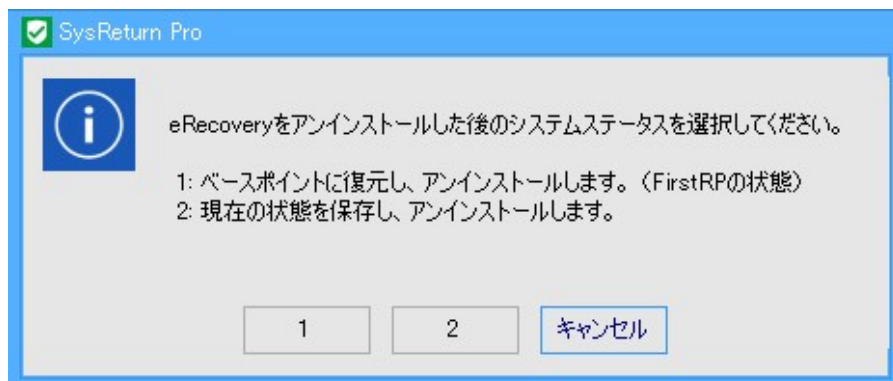 SysReturn Pro
eRecoveryをアンインストールした後のシステムステータスを選択してください。
1: ベースポイントに復元し、アンインストールします。（FirstRPの状態）
2: 現在の状態を保存し、アンインストールします。
1 2 キャンセル